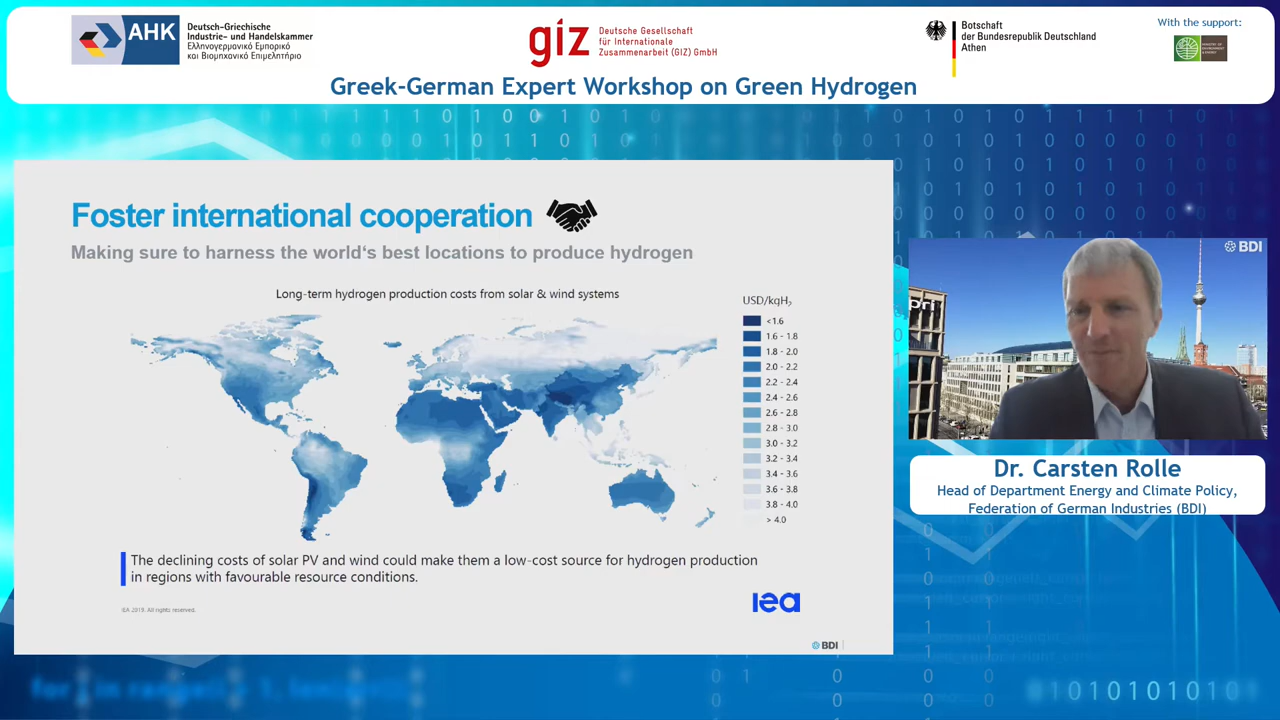 AHK
Deutsch-Griechische
Industrie- und Handelskammer
Ελληνογερμανικό Εμπορικό
και Βιομηχανικό Επιμελητήριο
giz
Deutsche Gesellschaft
für Internationale
Zusammenarbeit (GIZ) GmbH
Botschaft
der Bundesrepublik Deutschland
Athen
With the support:
MINISTRY OF
ENVIRONMENT
& ENERGY
Greek-German Expert Workshop on Green Hydrogen
Foster international cooperation
Making sure to harness the world's best locations to produce hydrogen
Long-term hydrogen production costs from solar & wind systems
USD/kgH2
<1.6
1.6 - 1.8
1.8 - 2.0
2.0 - 2.2
2.2 - 2.4
2.4 - 2.6
2.6 - 2.8
2.8 - 3.0
3.0 - 3.2
3.2 - 3.4
3.4 - 3.6
3.6 - 3.8
3.8 - 4.0
> 4.0
The declining costs of solar PV and wind could make them a low-cost source for hydrogen production
in regions with favourable resource conditions.
IEA 2019. All rights reserved.
iea
BDI
BDI
Dr. Carsten Rolle
Head of Department Energy and Climate Policy,
Federation of German Industries (BDI)
01010101010